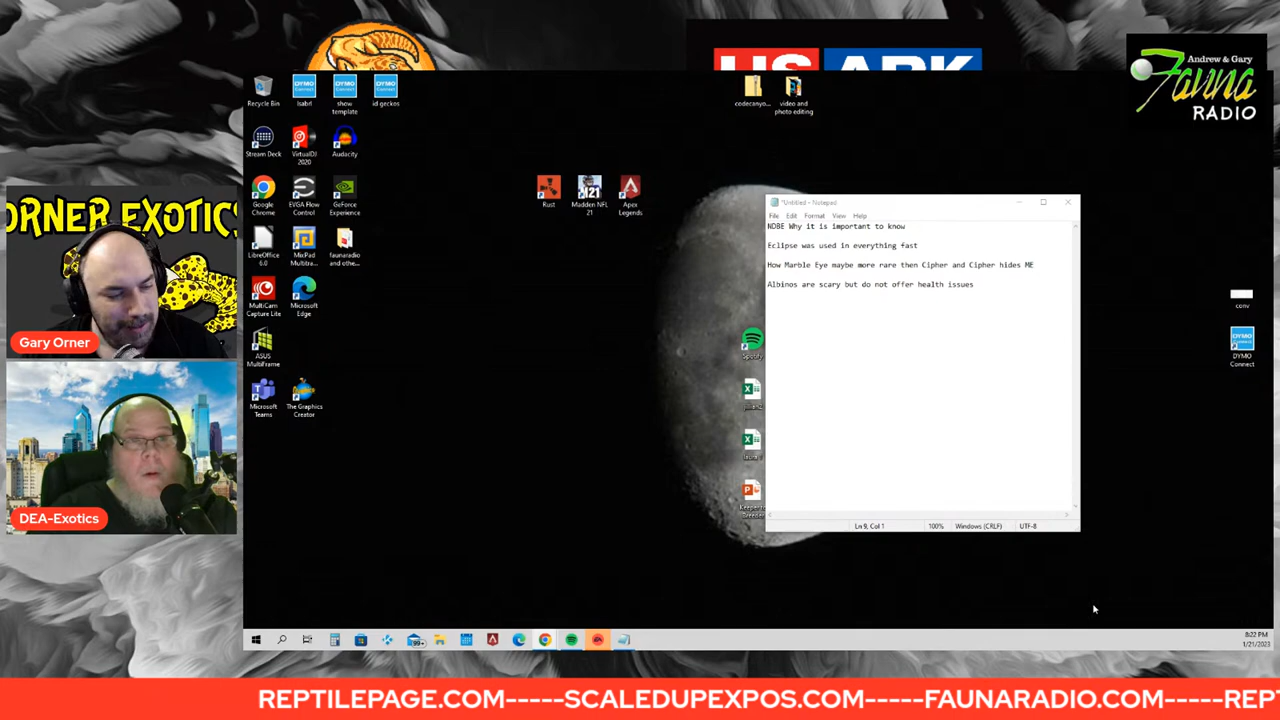 US ARK
Andrew & Gary
Fauna
RADIO
ORNER EXOTICS
Gary Orner
DEA-Exotics
Recycle Bin
lsabrl
show template
id geckos
codecanyo...
video and photo editing
Stream Deck
VirtualDJ 2020
Audacity
Google Chrome
EVGA Flow Control
GeForce Experience
Rust
Madden NFL 21
Apex Legends
LibreOffice 6.0
MixPad Multitra...
faunaradio and othe...
MultiCam Capture Lite
Microsoft Edge
ASUS MultiFrame
Microsoft Teams
The Graphics Creator
Spotify
conv
DYMO Connect
*Untitled - Notepad
File Edit Format View Help
NDBE Why it is important to know
Eclipse was used in everything fast
How Marble Eye maybe more rare then Cipher and Cipher hides ME
Albinos are scary but do not offer health issues
Ln 9, Col 1 100% Windows (CRLF) UTF-8
99+
8:22 PM
1/21/2023
REPTILEPAGE.COM-----SCALEDUPEXPOS.COM-----FAUNARADIO.COM-----REPT